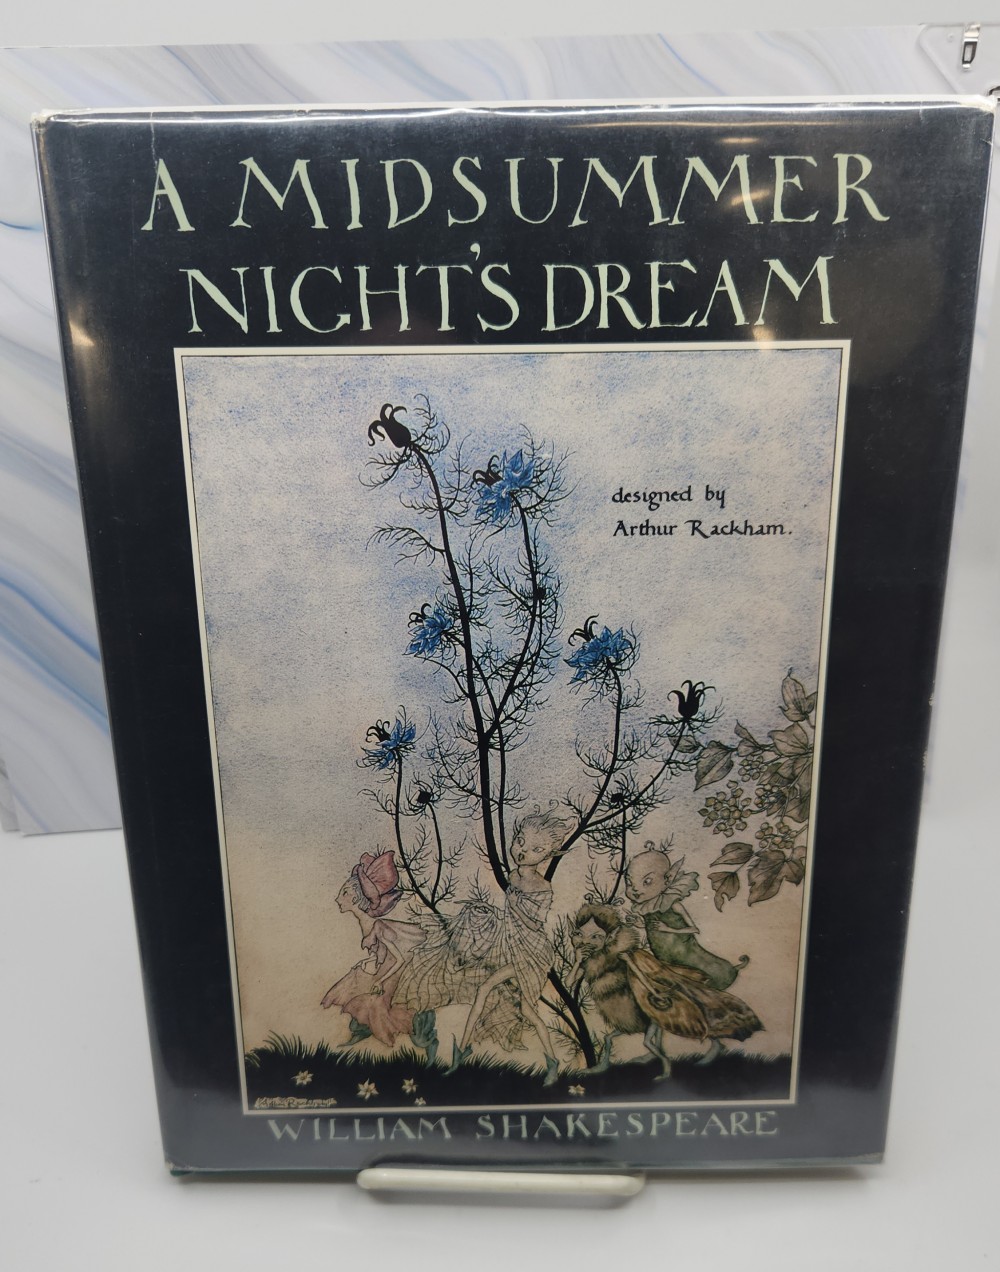 A MIDSUMMER
NIGHT'S DREAM
designed by
Arthur Rackham.
WILLIAM SHAKESPEARE